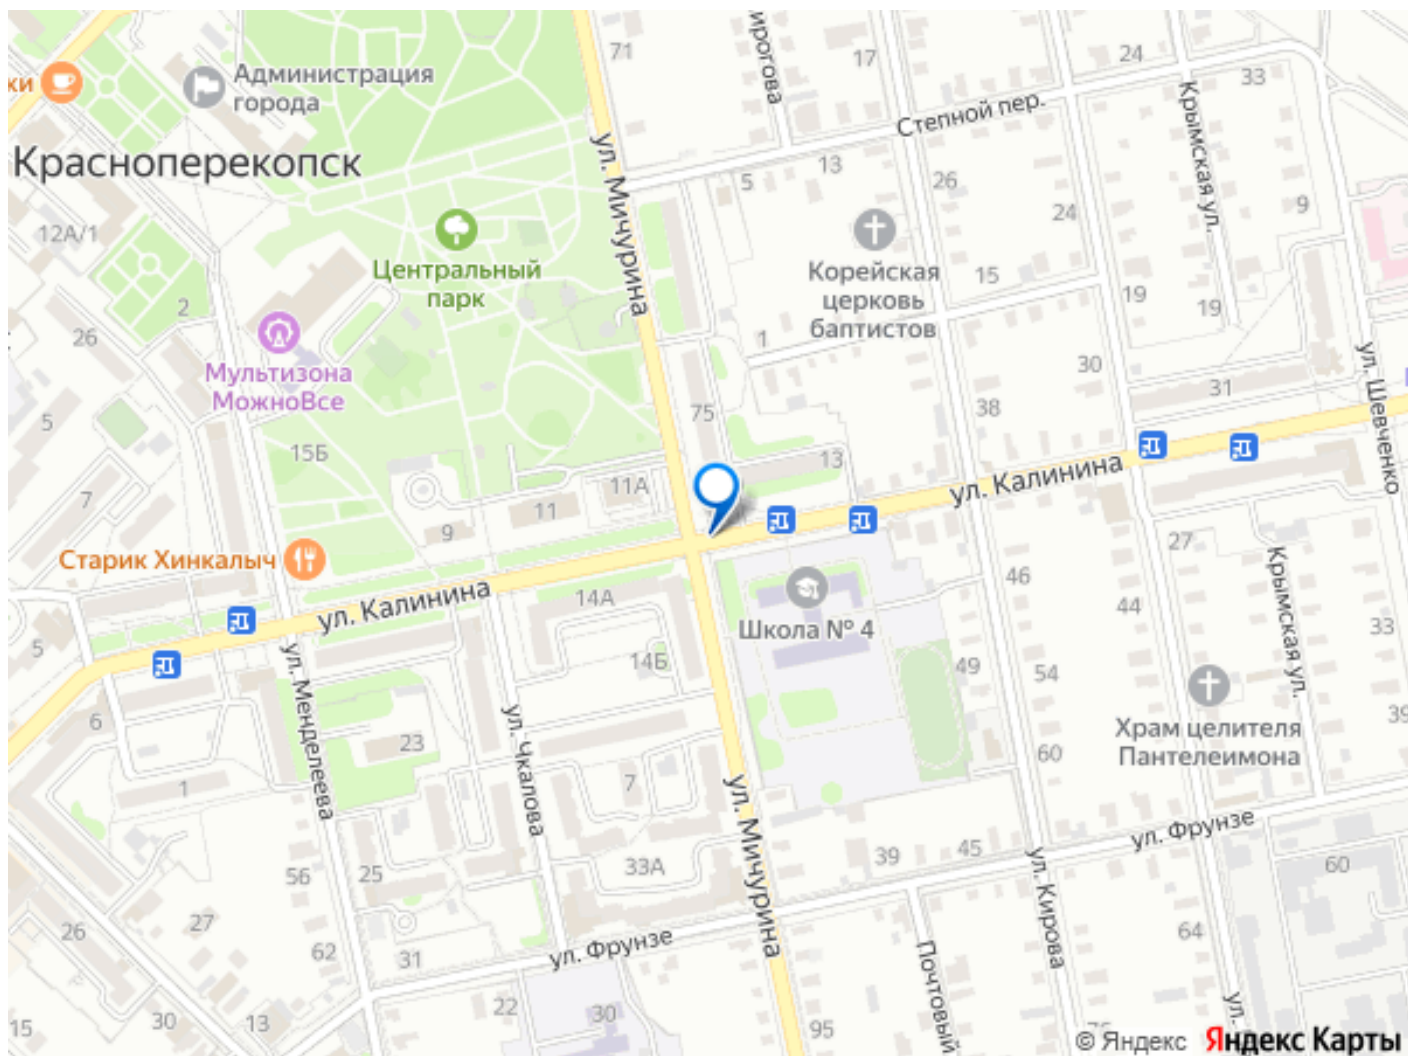 71
17
24
33
ки
Администрация
города
Степной пер.
Крымская ул.
Красноперекопск
ул. Мичурина
5
13
26
24
9
12А/1
Центральный
парк
Корейская
церковь
баптистов
15
19
19
2
26
1
30
Мультизона
МожноВсе
ул. Шевченко
31
5
75
38
15Б
13
7
11А
11
9
ул. Калинина
Старик Хинкалыч
27
ул. Калинина
14А
46
44
Крымская ул.
33
Школа № 4
5
14Б
49
54
ул. Менделеева
6
23
ул. Чкалова
Храм целителя
Пантелеимона
39
60
1
7
ул. Мичурина
ул. Фрунзе
56
25
33А
39
45
ул. Кирова
60
27
26
62
31
ул. Фрунзе
Почтовый
64
15
30
13
22
30
95
ул.
© Яндекс
Яндекс Карты